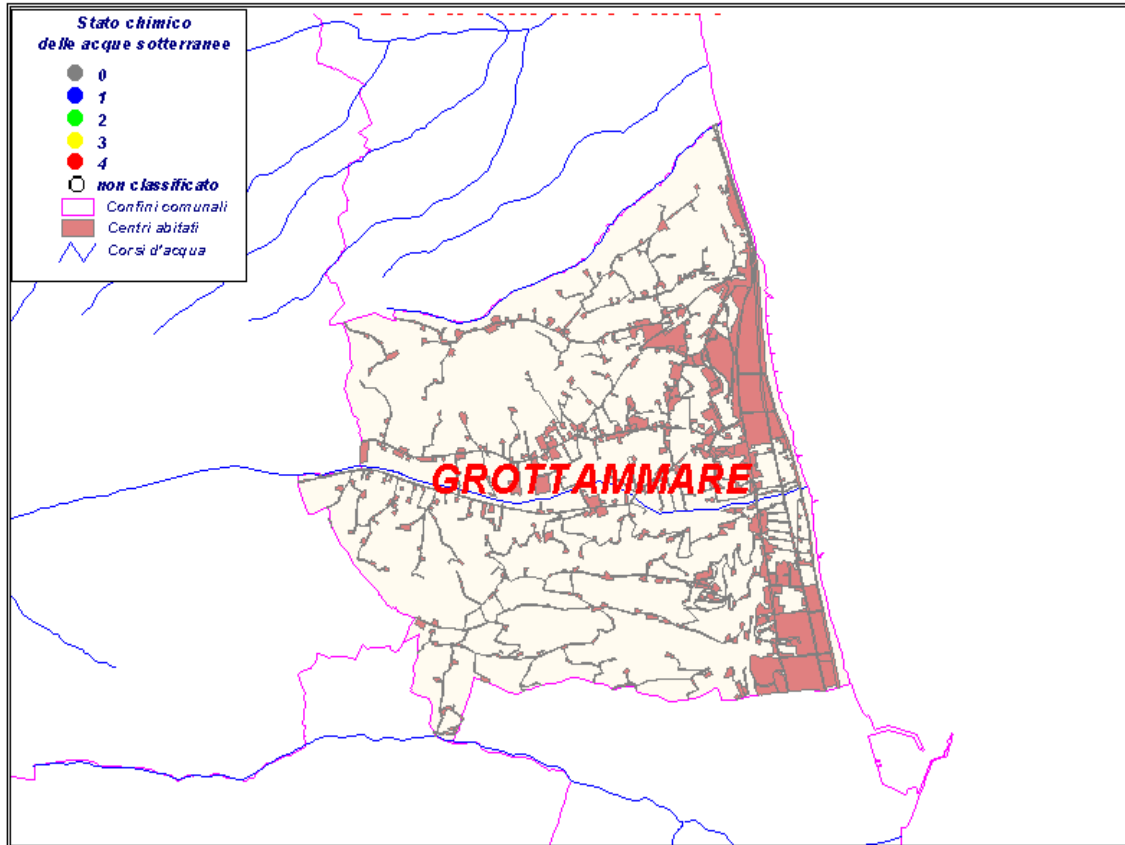 Stato chimico
delle acque sotterranee
0
1
2
3
4
non classificato
Confini comunali
Centri abitati
Corsi d'acqua
GROTTAMMARE